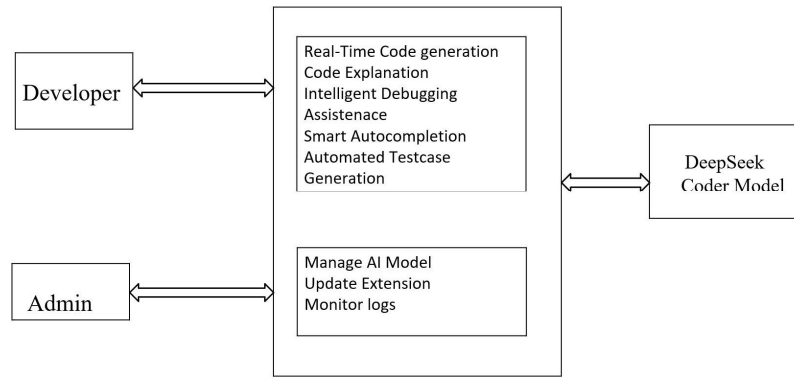 Developer
Real-Time Code generation
Code Explanation
Intelligent Debugging
Assistenace
Smart Autocompletion
Automated Testcase
Generation
DeepSeek
Coder Model
Admin
Manage AI Model
Update Extension
Monitor logs